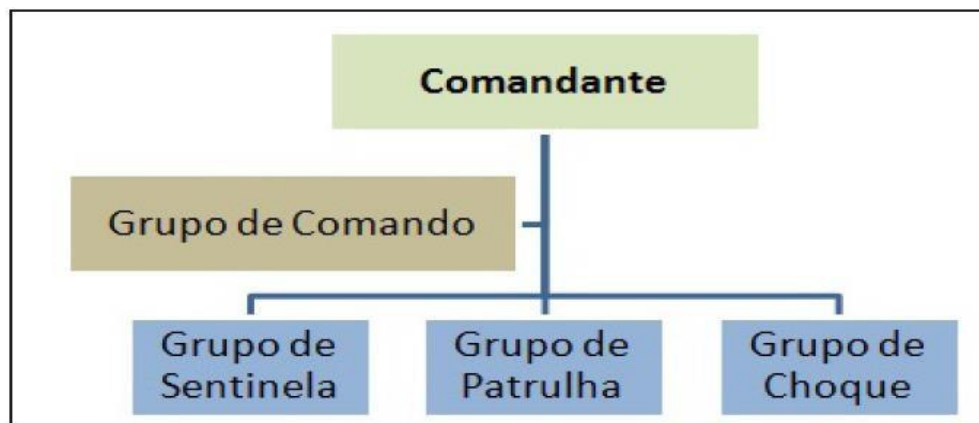 Comandante
Grupo de Comando
Grupo de
Sentinela
Grupo de
Patrulha
Grupo de
Choque